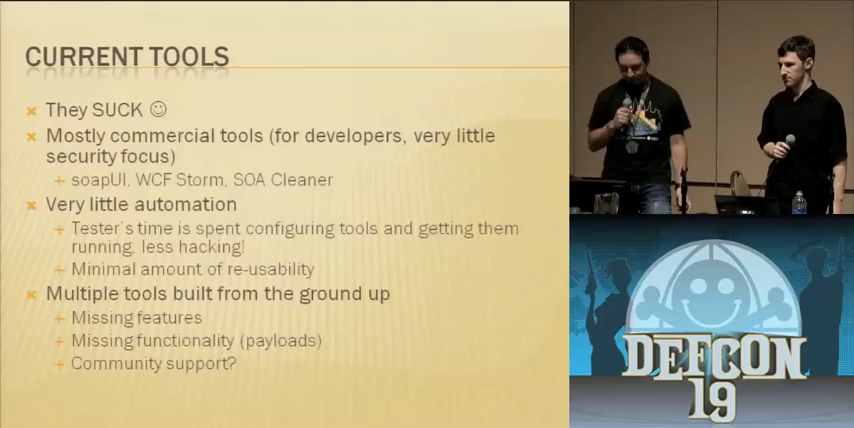 CURRENT TOOLS
They SUCK ☺
Mostly commercial tools (for developers, very little
security focus)
soapUI, WCF Storm, SOA Cleaner
Very little automation
Tester's time is spent configuring tools and getting them
running, less hacking!
Minimal amount of re-usability
Multiple tools built from the ground up
Missing features
Missing functionality (payloads)
Community support?
DEFCON
19